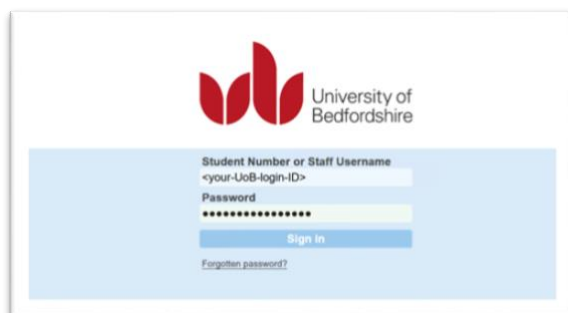 University of
Bedfordshire
Student Number or Staff Username
<your-UoB-login-ID>
Password
••••••••••••••••
Sign in
Forgotten password?